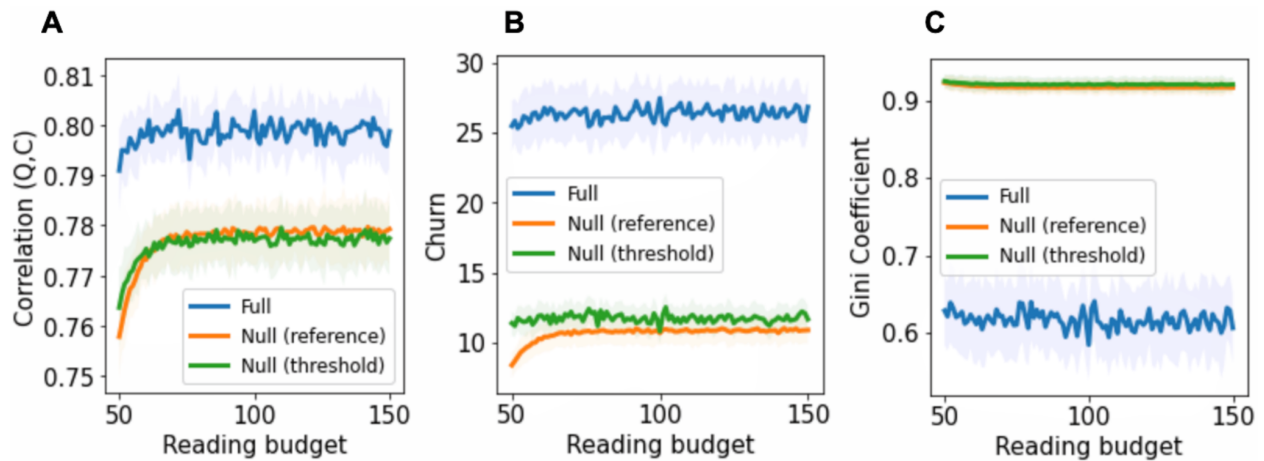 A
Correlation (Q,C)
0.81
0.80
0.79
0.78
0.77
0.76
0.75
Full
Null (reference)
Null (threshold)
50
100
150
Reading budget
B
Churn
30
25
20
15
10
Full
Null (reference)
Null (threshold)
50
100
150
Reading budget
C
Gini Coefficient
0.9
0.8
0.7
0.6
Full
Null (reference)
Null (threshold)
50
100
150
Reading budget